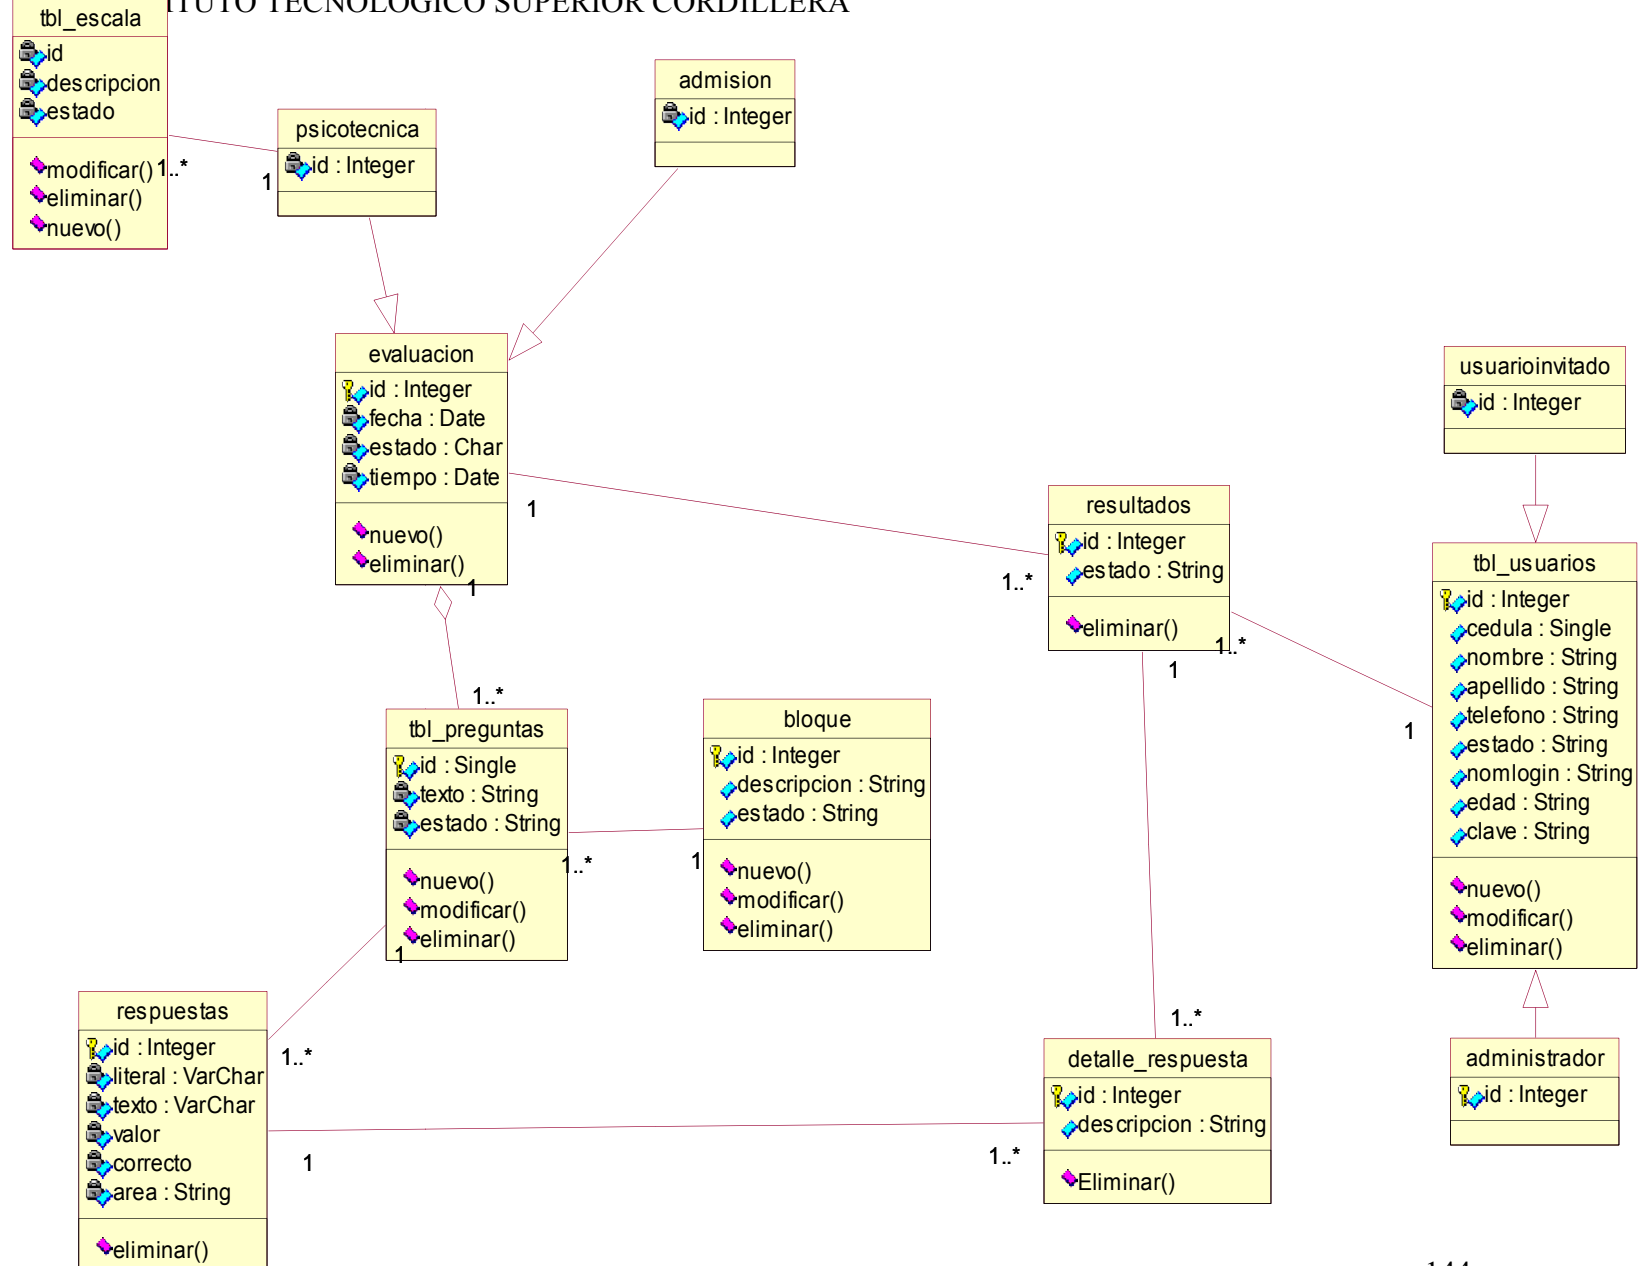 ITUTO TECNOLOGICO SUPERIOR CORDILLERA
tbl_escala
id
descripcion
estado
modificar()
eliminar()
nuevo()
1..*
1
psicotecnica
id : Integer
admision
id : Integer
evaluacion
id : Integer
fecha : Date
estado : Char
tiempo : Date
nuevo()
eliminar()
1
1
1..*
1..*
resultados
id : Integer
estado : String
eliminar()
1..*
1
1
usuarioinvitado
id : Integer
tbl_usuarios
id : Integer
cedula : Single
nombre : String
apellido : String
telefono : String
estado : String
nomlogin : String
edad : String
clave : String
nuevo()
modificar()
eliminar()
tbl_preguntas
id : Single
texto : String
estado : String
nuevo()
modificar()
eliminar()
1..*
1
1
bloque
id : Integer
descripcion : String
estado : String
nuevo()
modificar()
eliminar()
respuestas
id : Integer
literal : VarChar
texto : VarChar
valor
correcto
area : String
eliminar()
1..*
1
1..*
1..*
detalle_respuesta
id : Integer
descripcion : String
Eliminar()
administrador
id : Integer
144